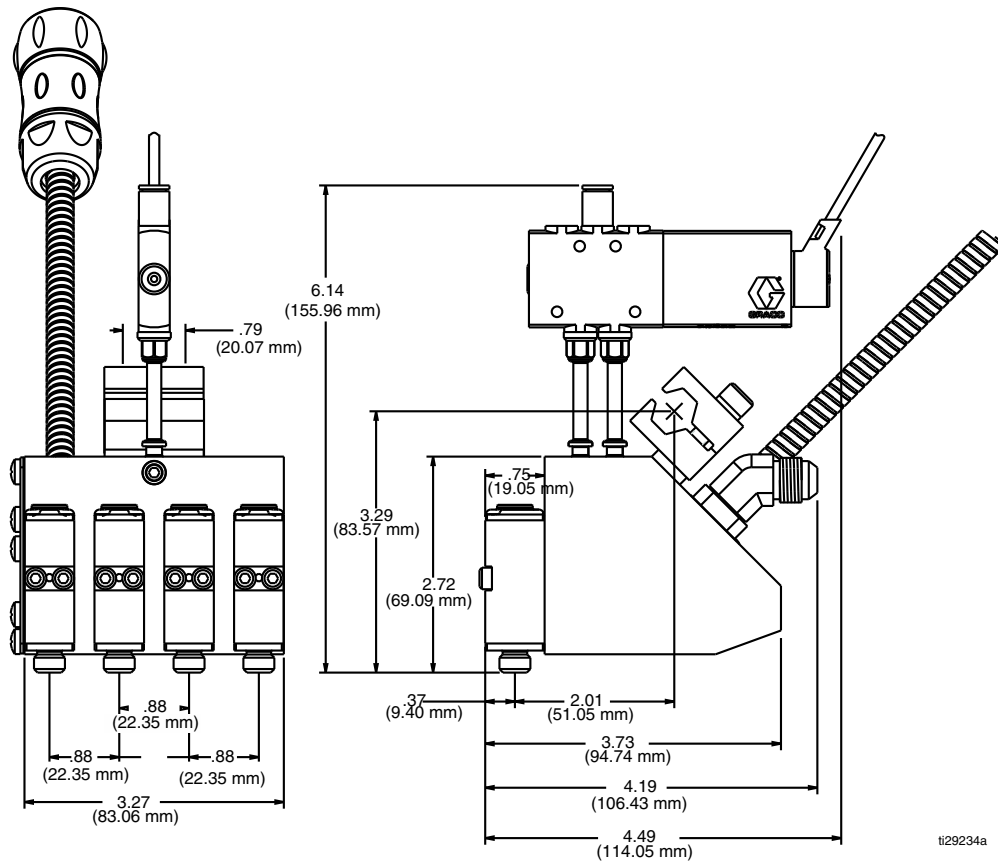 6.14
(155.96 mm)
.79
(20.07 mm)
GRACO
.75
(19.05 mm)
3.29
(83.57 mm)
2.72
(69.09 mm)
.37
(9.40 mm)
2.01
(51.05 mm)
.88
(22.35 mm)
3.73
(94.74 mm)
.88
(22.35 mm)
.88
(22.35 mm)
4.19
(106.43 mm)
3.27
(83.06 mm)
4.49
(114.05 mm)
ti29234a